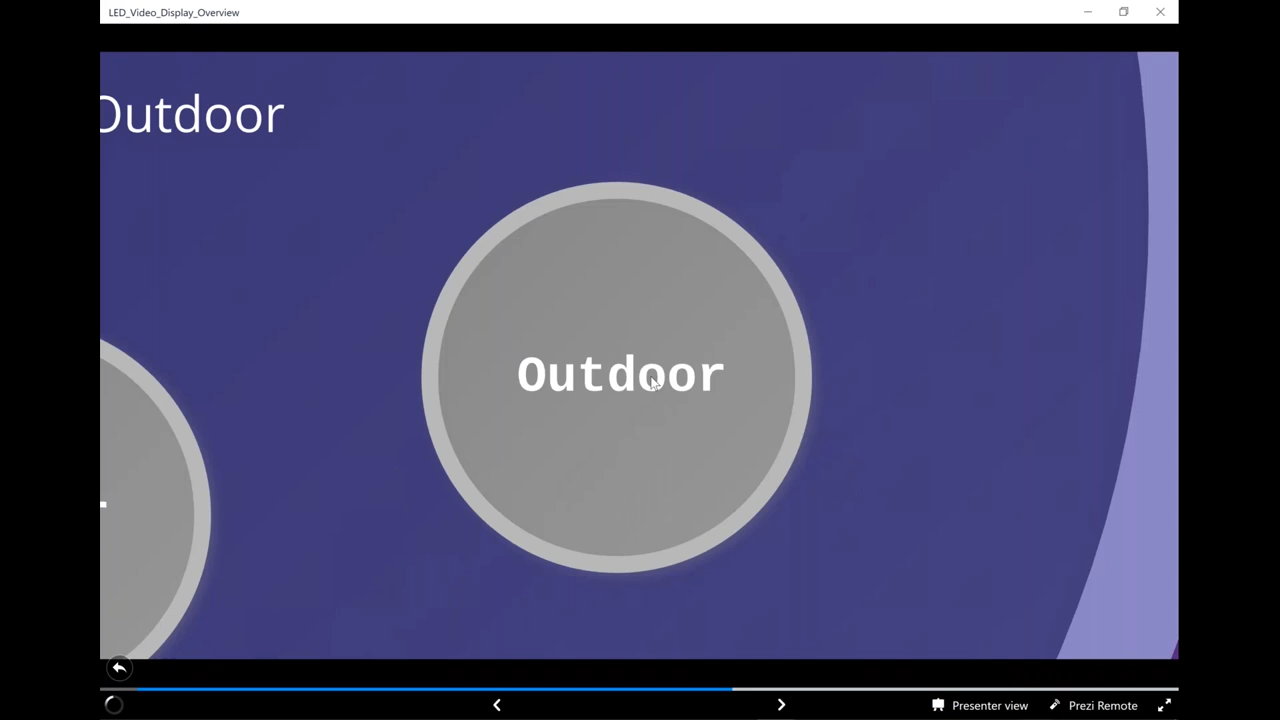 LED_Video_Display_Overview
Outdoor
Outdoor
Presenter view
Prezi Remote